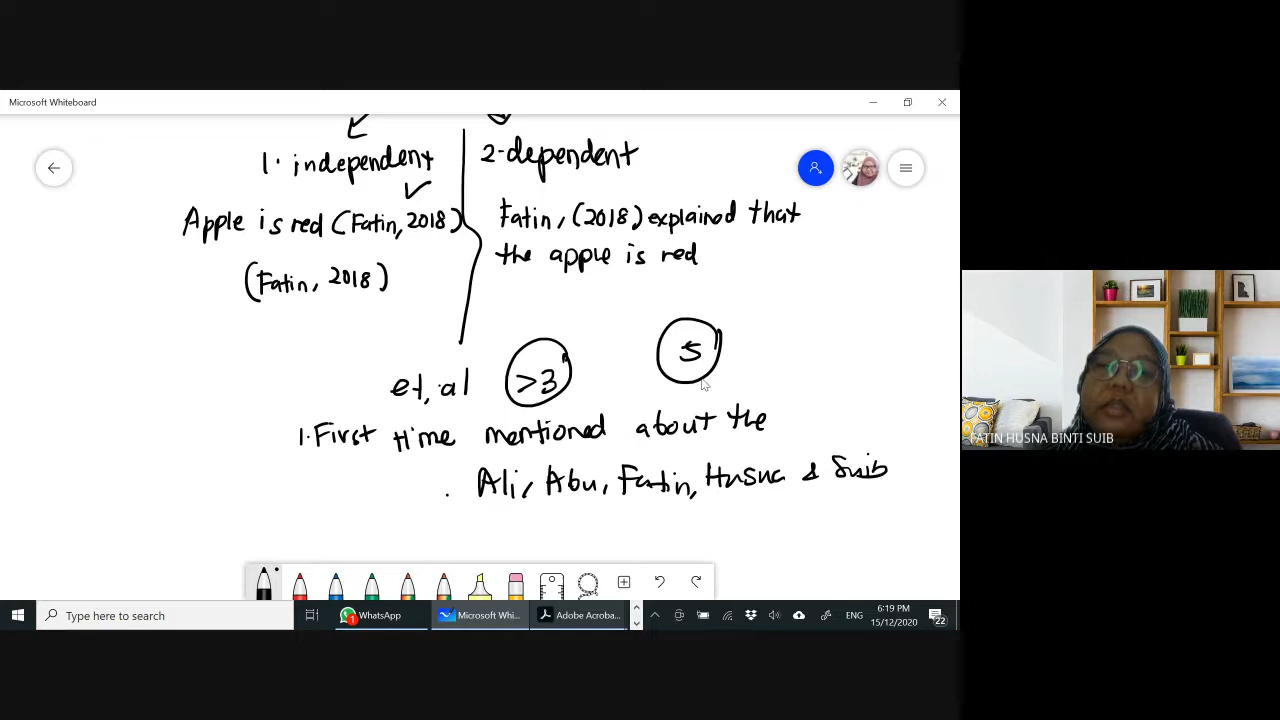 Microsoft Whiteboard
1. independent
2-dependent
Apple is red (Fatin, 2018)
Fatin, (2018) explained that
the apple is red
(Fatin, 2018)
et, al
>3
5
1. First time mentioned about the
Ali, Abu, Fatin, Husna & Suib
FATIN HUSNA BINTI SUIB
Type here to search
1
WhatsApp
Microsoft Whi...
Adobe Acroba...
ENG
6:19 PM
15/12/2020
22